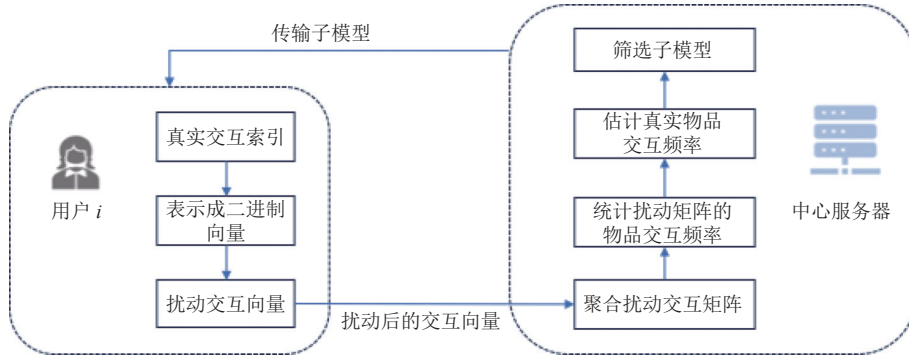 传输子模型
筛选子模型
真实交互索引
估计真实物品
交互频率
用户 i
表示成二进制
向量
统计扰动矩阵的
物品交互频率
中心服务器
扰动交互向量
扰动后的交互向量
聚合扰动交互矩阵